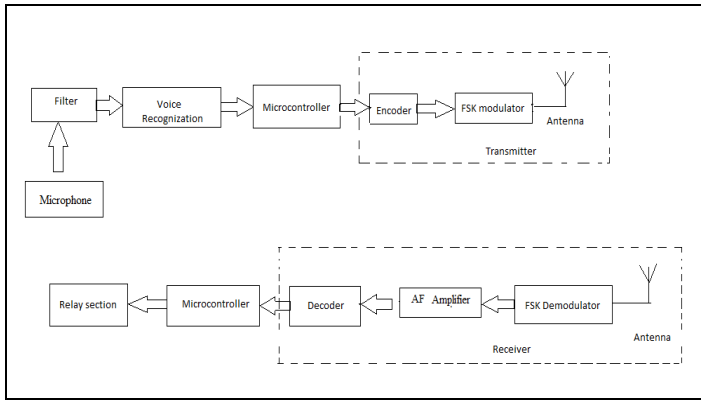 Filter
Voice
Recognization
Microcontroller
Encoder
FSK modulator
Antenna
Transmitter
Microphone
Relay section
Microcontroller
Decoder
AF Amplifier
FSK Demodulator
Antenna
Receiver